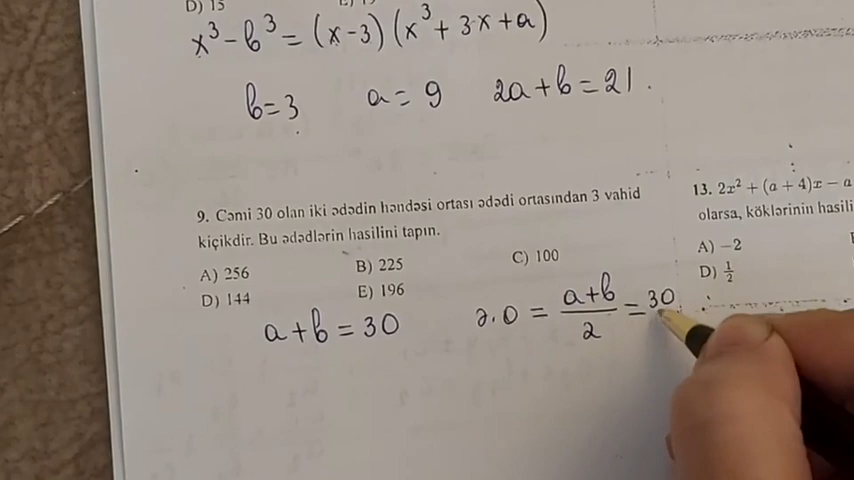 D) 15
x³ - b³ = (x-3)(x³ + 3·x + a)
b = 3 a = 9 2a + b = 21.
9. Cəmi 30 olan iki ədədin həndəsi ortası ədədi ortasından 3 vahid
kiçikdir. Bu ədədlərin hasilini tapın.
A) 256 B) 225 C) 100
D) 144 E) 196
a + b = 30 ə.o = (a+b)/2 = 30
13. 2x² + (a + 4)x − a
olarsa, köklərinin hasili
A) −2
D) 1/2